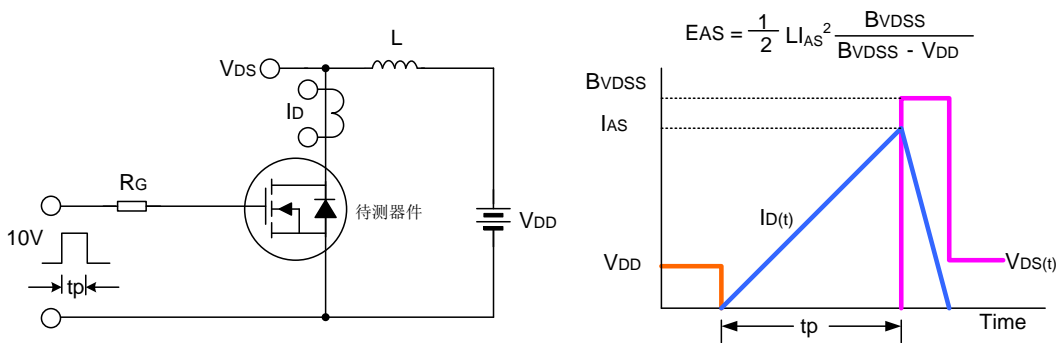 L
VDS
ID
RG
待测器件
10V
VDD
tp
EAS = 1/2 LIAS² BVDSS/(BVDSS - VDD)
BVDSS
IAS
ID(t)
VDD
VDS(t)
tp
Time